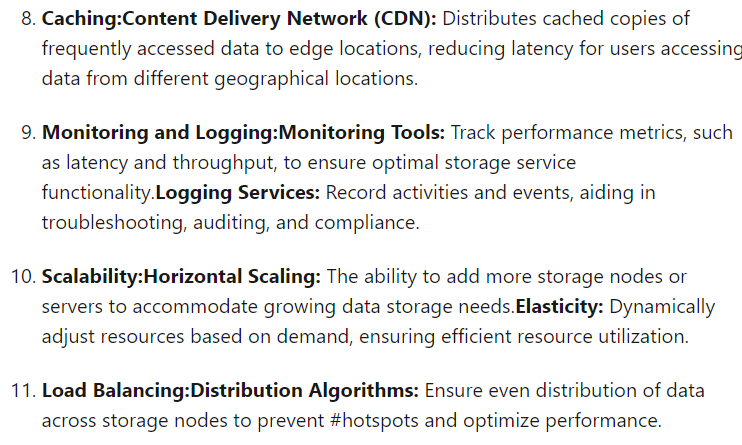 8. Caching:Content Delivery Network (CDN): Distributes cached copies of
frequently accessed data to edge locations, reducing latency for users accessing
data from different geographical locations.
9. Monitoring and Logging:Monitoring Tools: Track performance metrics, such
as latency and throughput, to ensure optimal storage service
functionality.Logging Services: Record activities and events, aiding in
troubleshooting, auditing, and compliance.
10. Scalability:Horizontal Scaling: The ability to add more storage nodes or
servers to accommodate growing data storage needs.Elasticity: Dynamically
adjust resources based on demand, ensuring efficient resource utilization.
11. Load Balancing:Distribution Algorithms: Ensure even distribution of data
across storage nodes to prevent #hotspots and optimize performance.